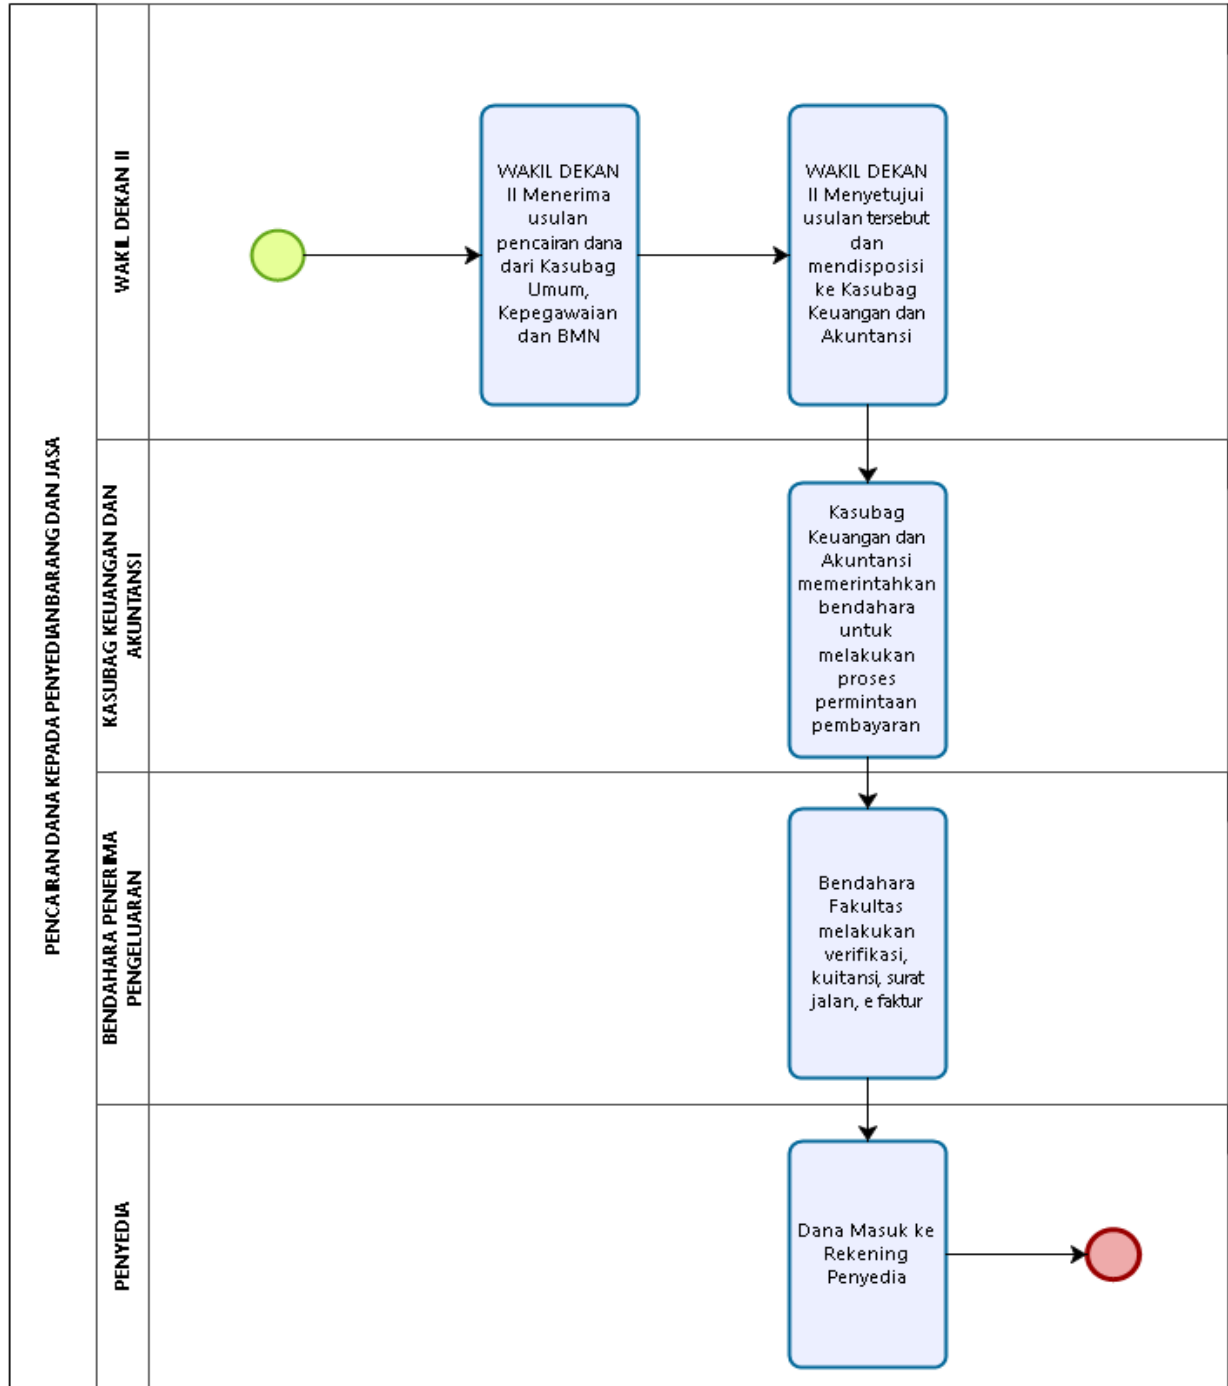 PENCAIRAN DANA KEPADA PENYEDIANBARANG DAN JASA
WAKIL DEKAN II
WAKIL DEKAN
II Menerima
usulan
pencairan dana
dari Kasubag
Umum,
Kepegawaian
dan BMN
WAKIL DEKAN
II Menyetujui
usulan tersebut
dan
mendisposisi
ke Kasubag
Keuangan dan
Akuntansi
KASUBAG KEUANGAN DAN
AKUNTANSI
Kasubag
Keuangan dan
Akuntansi
memerintahkan
bendahara
untuk
melakukan
proses
permintaan
pembayaran
BENDAHARA PENERIMA
PENGELUARAN
Bendahara
Fakultas
melakukan
verifikasi,
kuitansi, surat
jalan, e faktur
PENYEDIA
Dana Masuk ke
Rekening
Penyedia